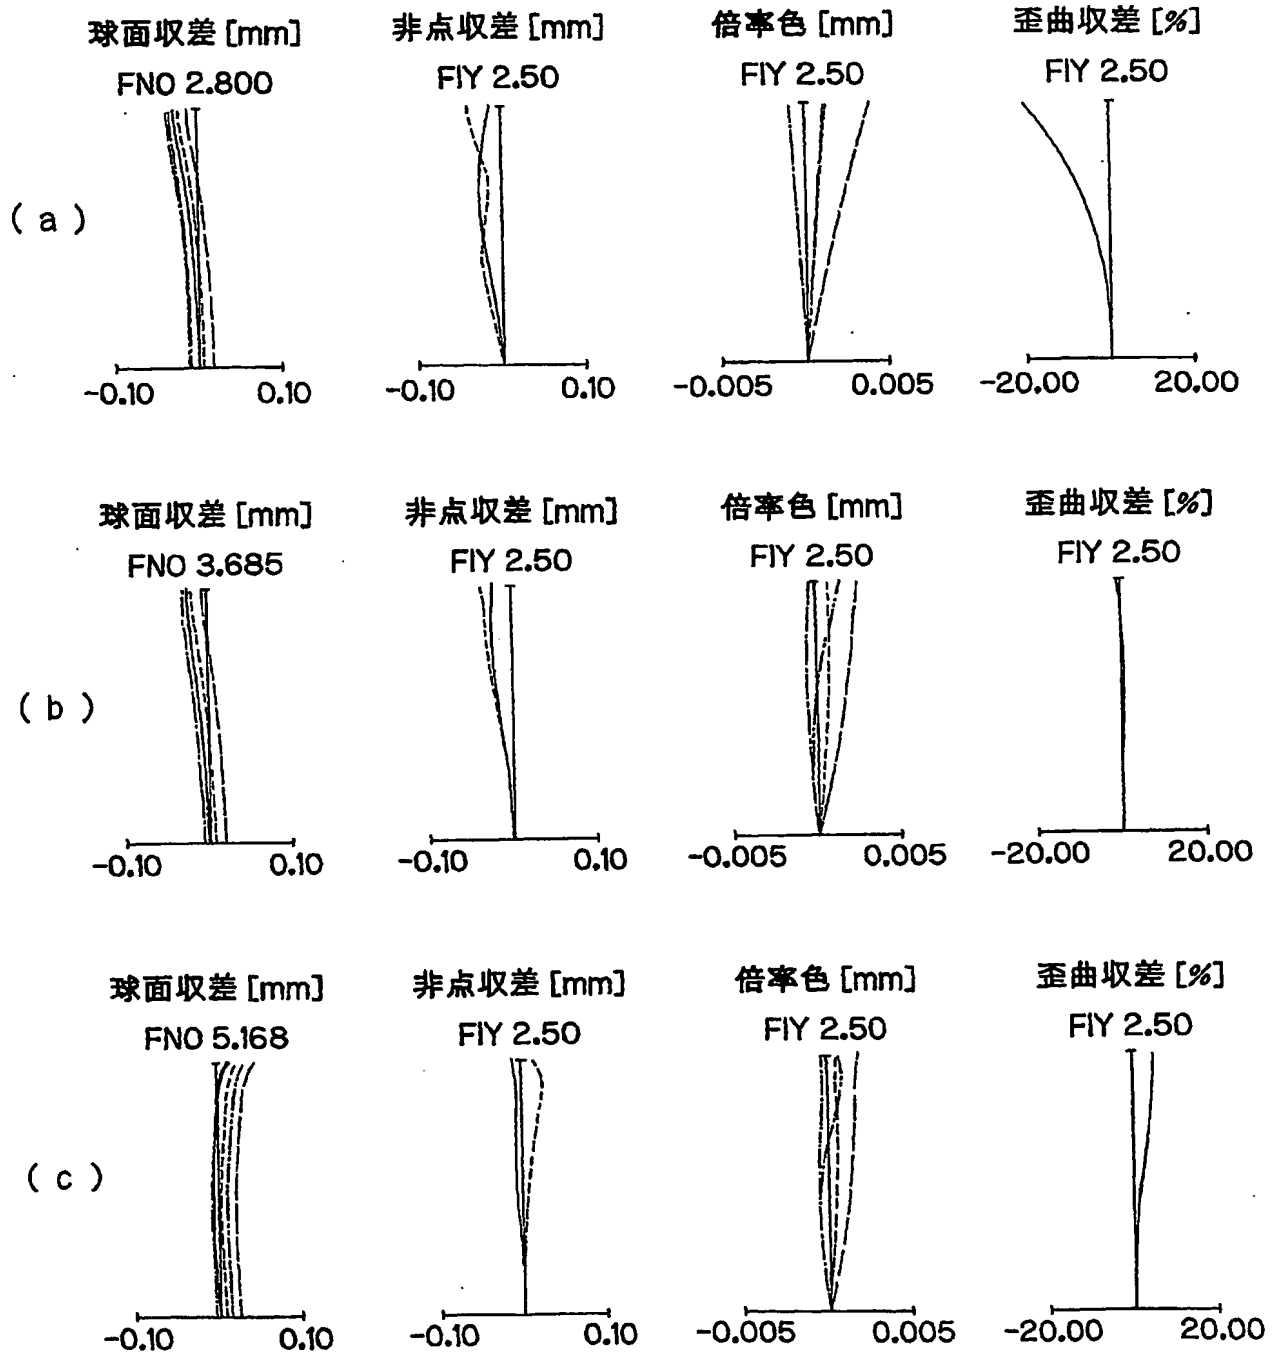 球面収差 [mm] 非点収差 [mm] 倍率色 [mm] 歪曲収差 [%]
FNO 2.800 FIY 2.50 FIY 2.50 FIY 2.50
(a)
-0.10 0.10 -0.10 0.10 -0.005 0.005 -20.00 20.00
球面収差 [mm] 非点収差 [mm] 倍率色 [mm] 歪曲収差 [%]
FNO 3.685 FIY 2.50 FIY 2.50 FIY 2.50
(b)
-0.10 0.10 -0.10 0.10 -0.005 0.005 -20.00 20.00
球面収差 [mm] 非点収差 [mm] 倍率色 [mm] 歪曲収差 [%]
FNO 5.168 FIY 2.50 FIY 2.50 FIY 2.50
(c)
-0.10 0.10 -0.10 0.10 -0.005 0.005 -20.00 20.00